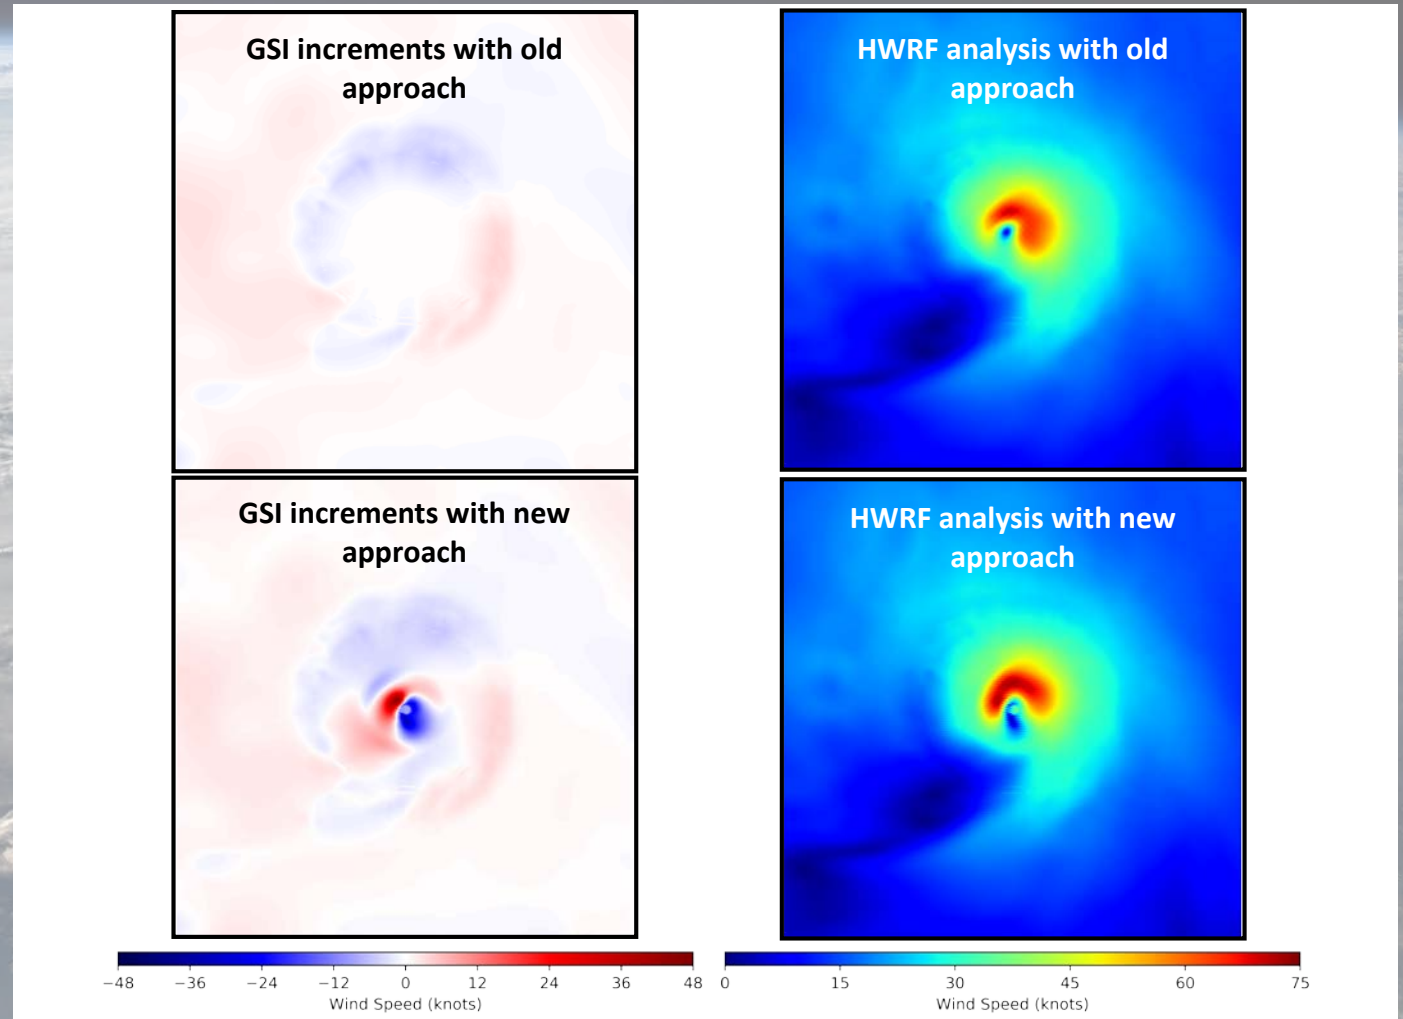 GSI increments with old
approach
HWRF analysis with old
approach
GSI increments with new
approach
HWRF analysis with new
approach
−48 −36 −24 −12 0 12 24 36 48
Wind Speed (knots)
0 15 30 45 60 75
Wind Speed (knots)